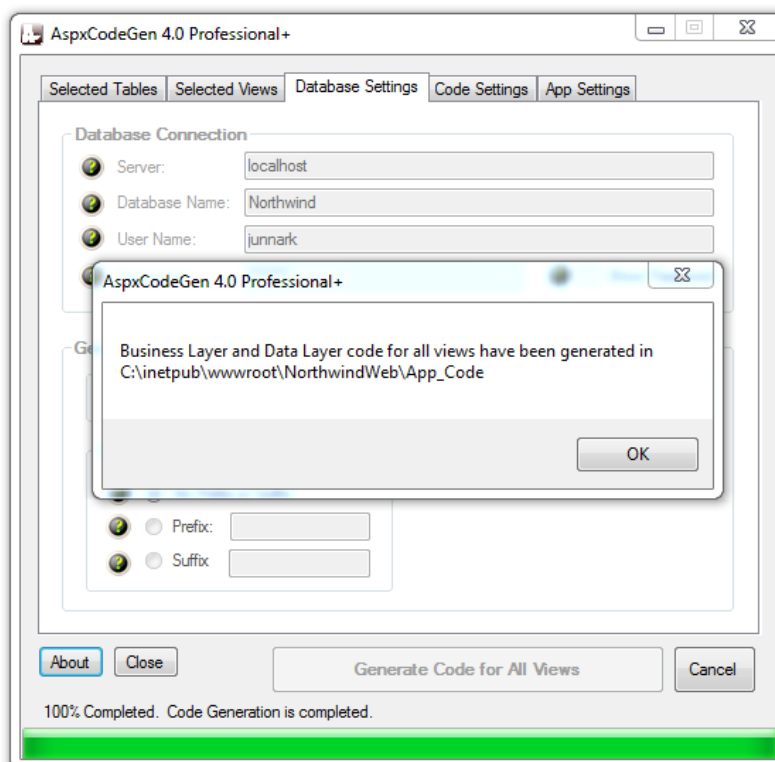 AspxCodeGen 4.0 Professional+
Selected Tables Selected Views Database Settings Code Settings App Settings
Database Connection
Server: localhost
Database Name: Northwind
User Name: junnark
AspxCodeGen 4.0 Professional+
Business Layer and Data Layer code for all views have been generated in
C:\inetpub\wwwroot\NorthwindWeb\App_Code
OK
Prefix:
Suffix
About Close Generate Code for All Views Cancel
100% Completed. Code Generation is completed.